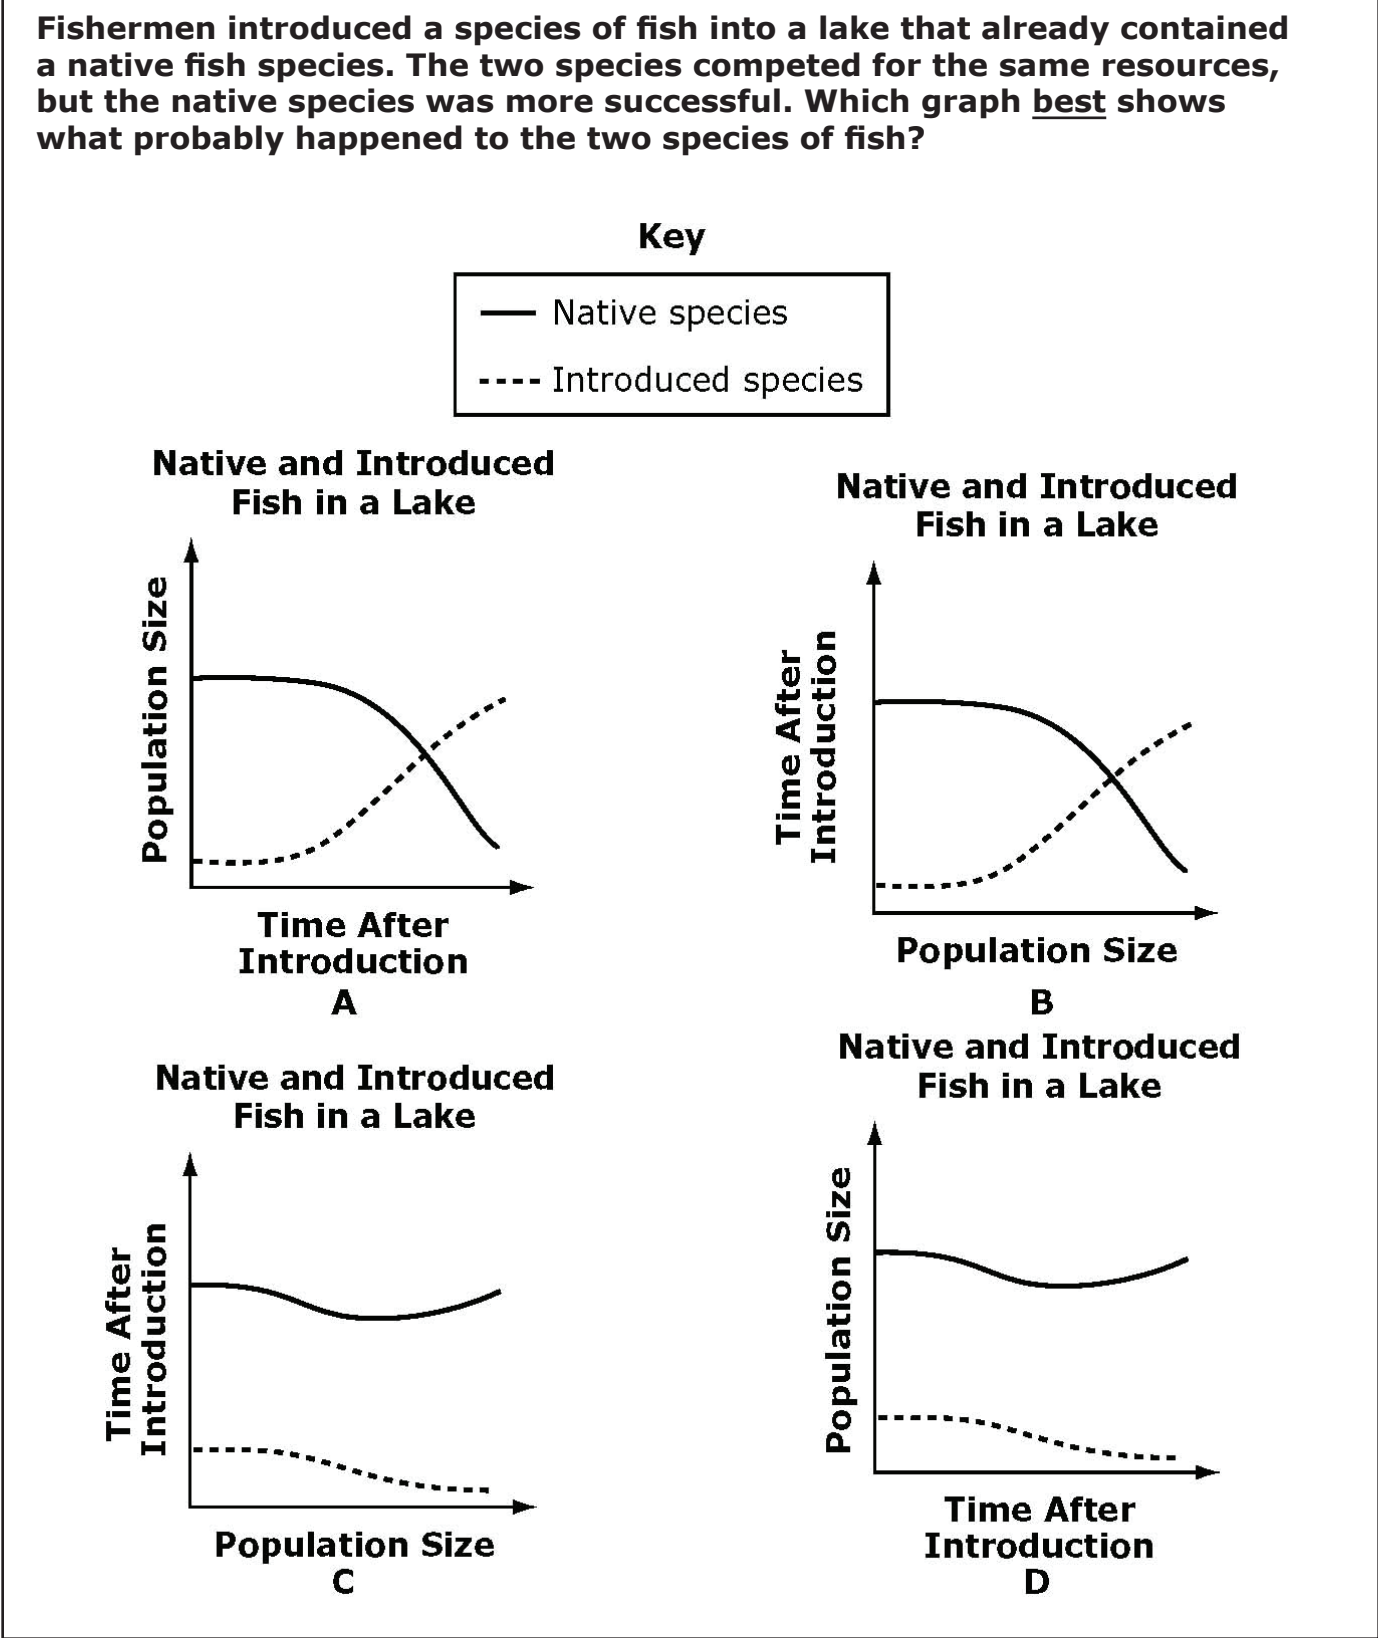 Fishermen introduced a species of fish into a lake that already contained
a native fish species. The two species competed for the same resources,
but the native species was more successful. Which graph best shows
what probably happened to the two species of fish?
Key
Native species
Introduced species
Native and Introduced
Fish in a Lake
Population Size
Time After
Introduction
A
Native and Introduced
Fish in a Lake
Time After
Introduction
Population Size
B
Native and Introduced
Fish in a Lake
Time After
Introduction
Population Size
C
Native and Introduced
Fish in a Lake
Population Size
Time After
Introduction
D